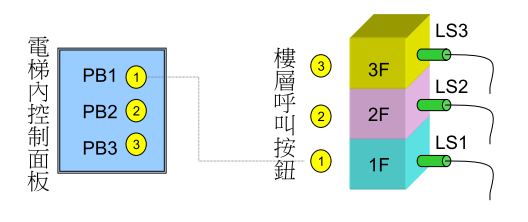 電梯內控制面板
PB1 1
PB2 2
PB3 3
樓層呼叫按鈕
3
2
1
3F
2F
1F
LS3
LS2
LS1